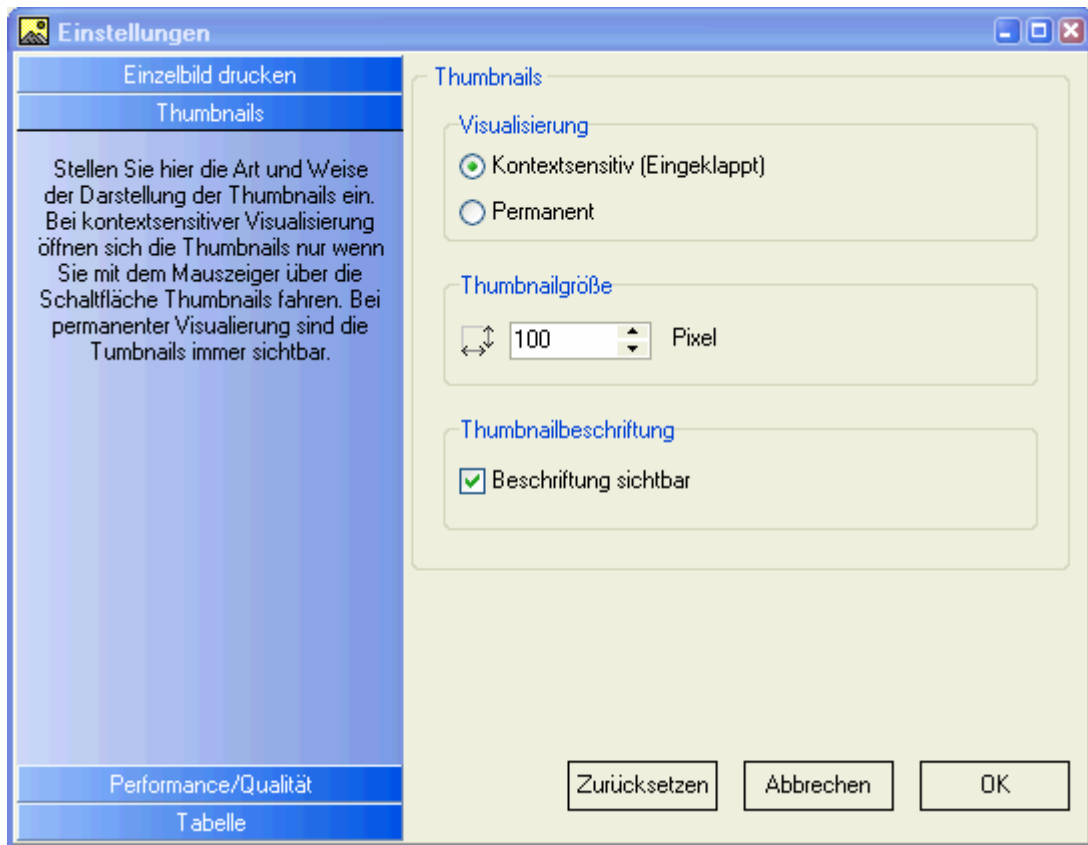 Einstellungen
Einzelbild drucken
Thumbnails
Stellen Sie hier die Art und Weise
der Darstellung der Thumbnails ein.
Bei kontextsensitiver Visualisierung
öffnen sich die Thumbnails nur wenn
Sie mit dem Mauszeiger über die
Schaltfläche Thumbnails fahren. Bei
permanenter Visualierung sind die
Tumbnails immer sichtbar.
Performance/Qualität
Tabelle
Thumbnails
Visualisierung
Kontextsensitiv (Eingeklappt)
Permanent
Thumbnailgröße
100 Pixel
Thumbnailbeschriftung
Beschriftung sichtbar
Zurücksetzen Abbrechen OK